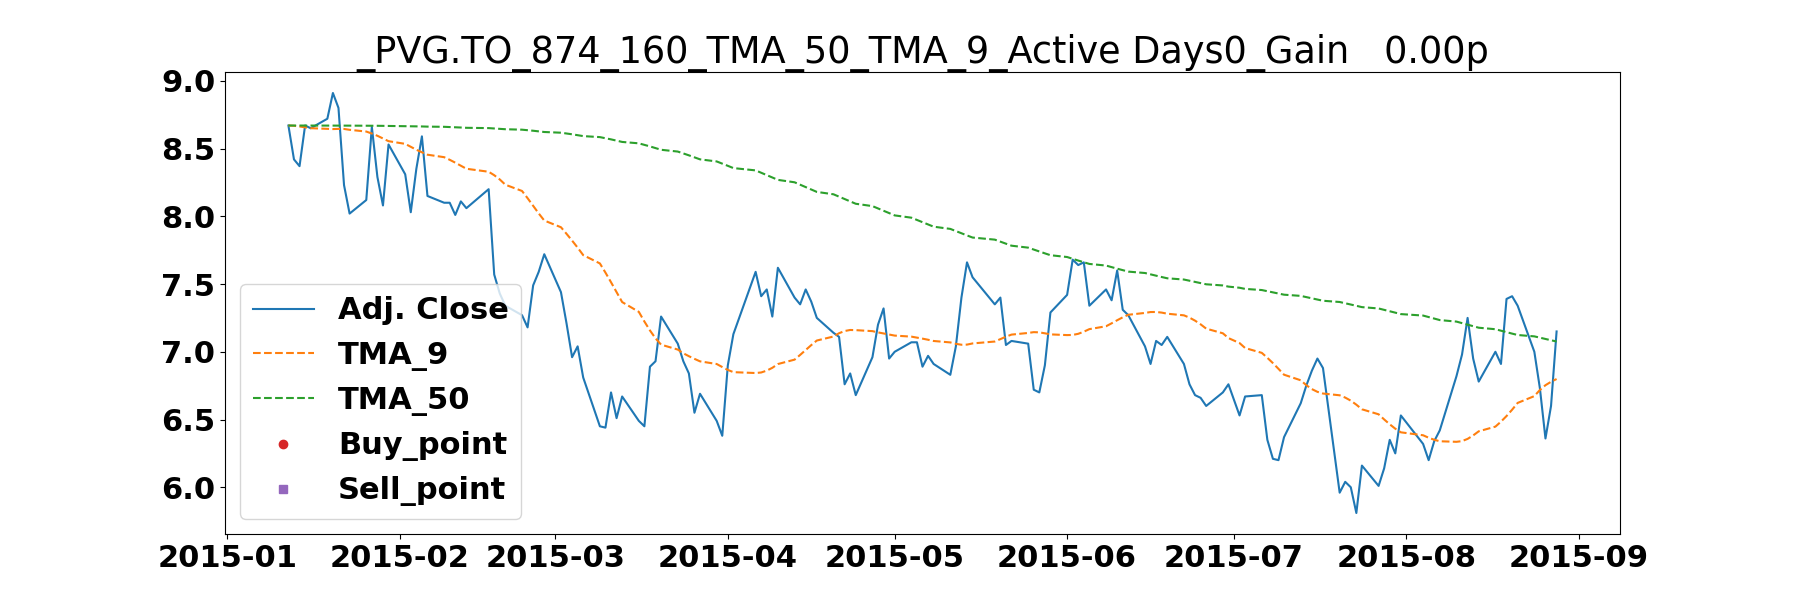 _PVG.TO_874_160_TMA_50_TMA_9_Active Days0_Gain   0.00p
9.0
8.5
8.0
7.5
7.0
6.5
6.0
Adj. Close
TMA_9
TMA_50
Buy_point
Sell_point
2015-01 2015-02 2015-03 2015-04 2015-05 2015-06 2015-07 2015-08 2015-09